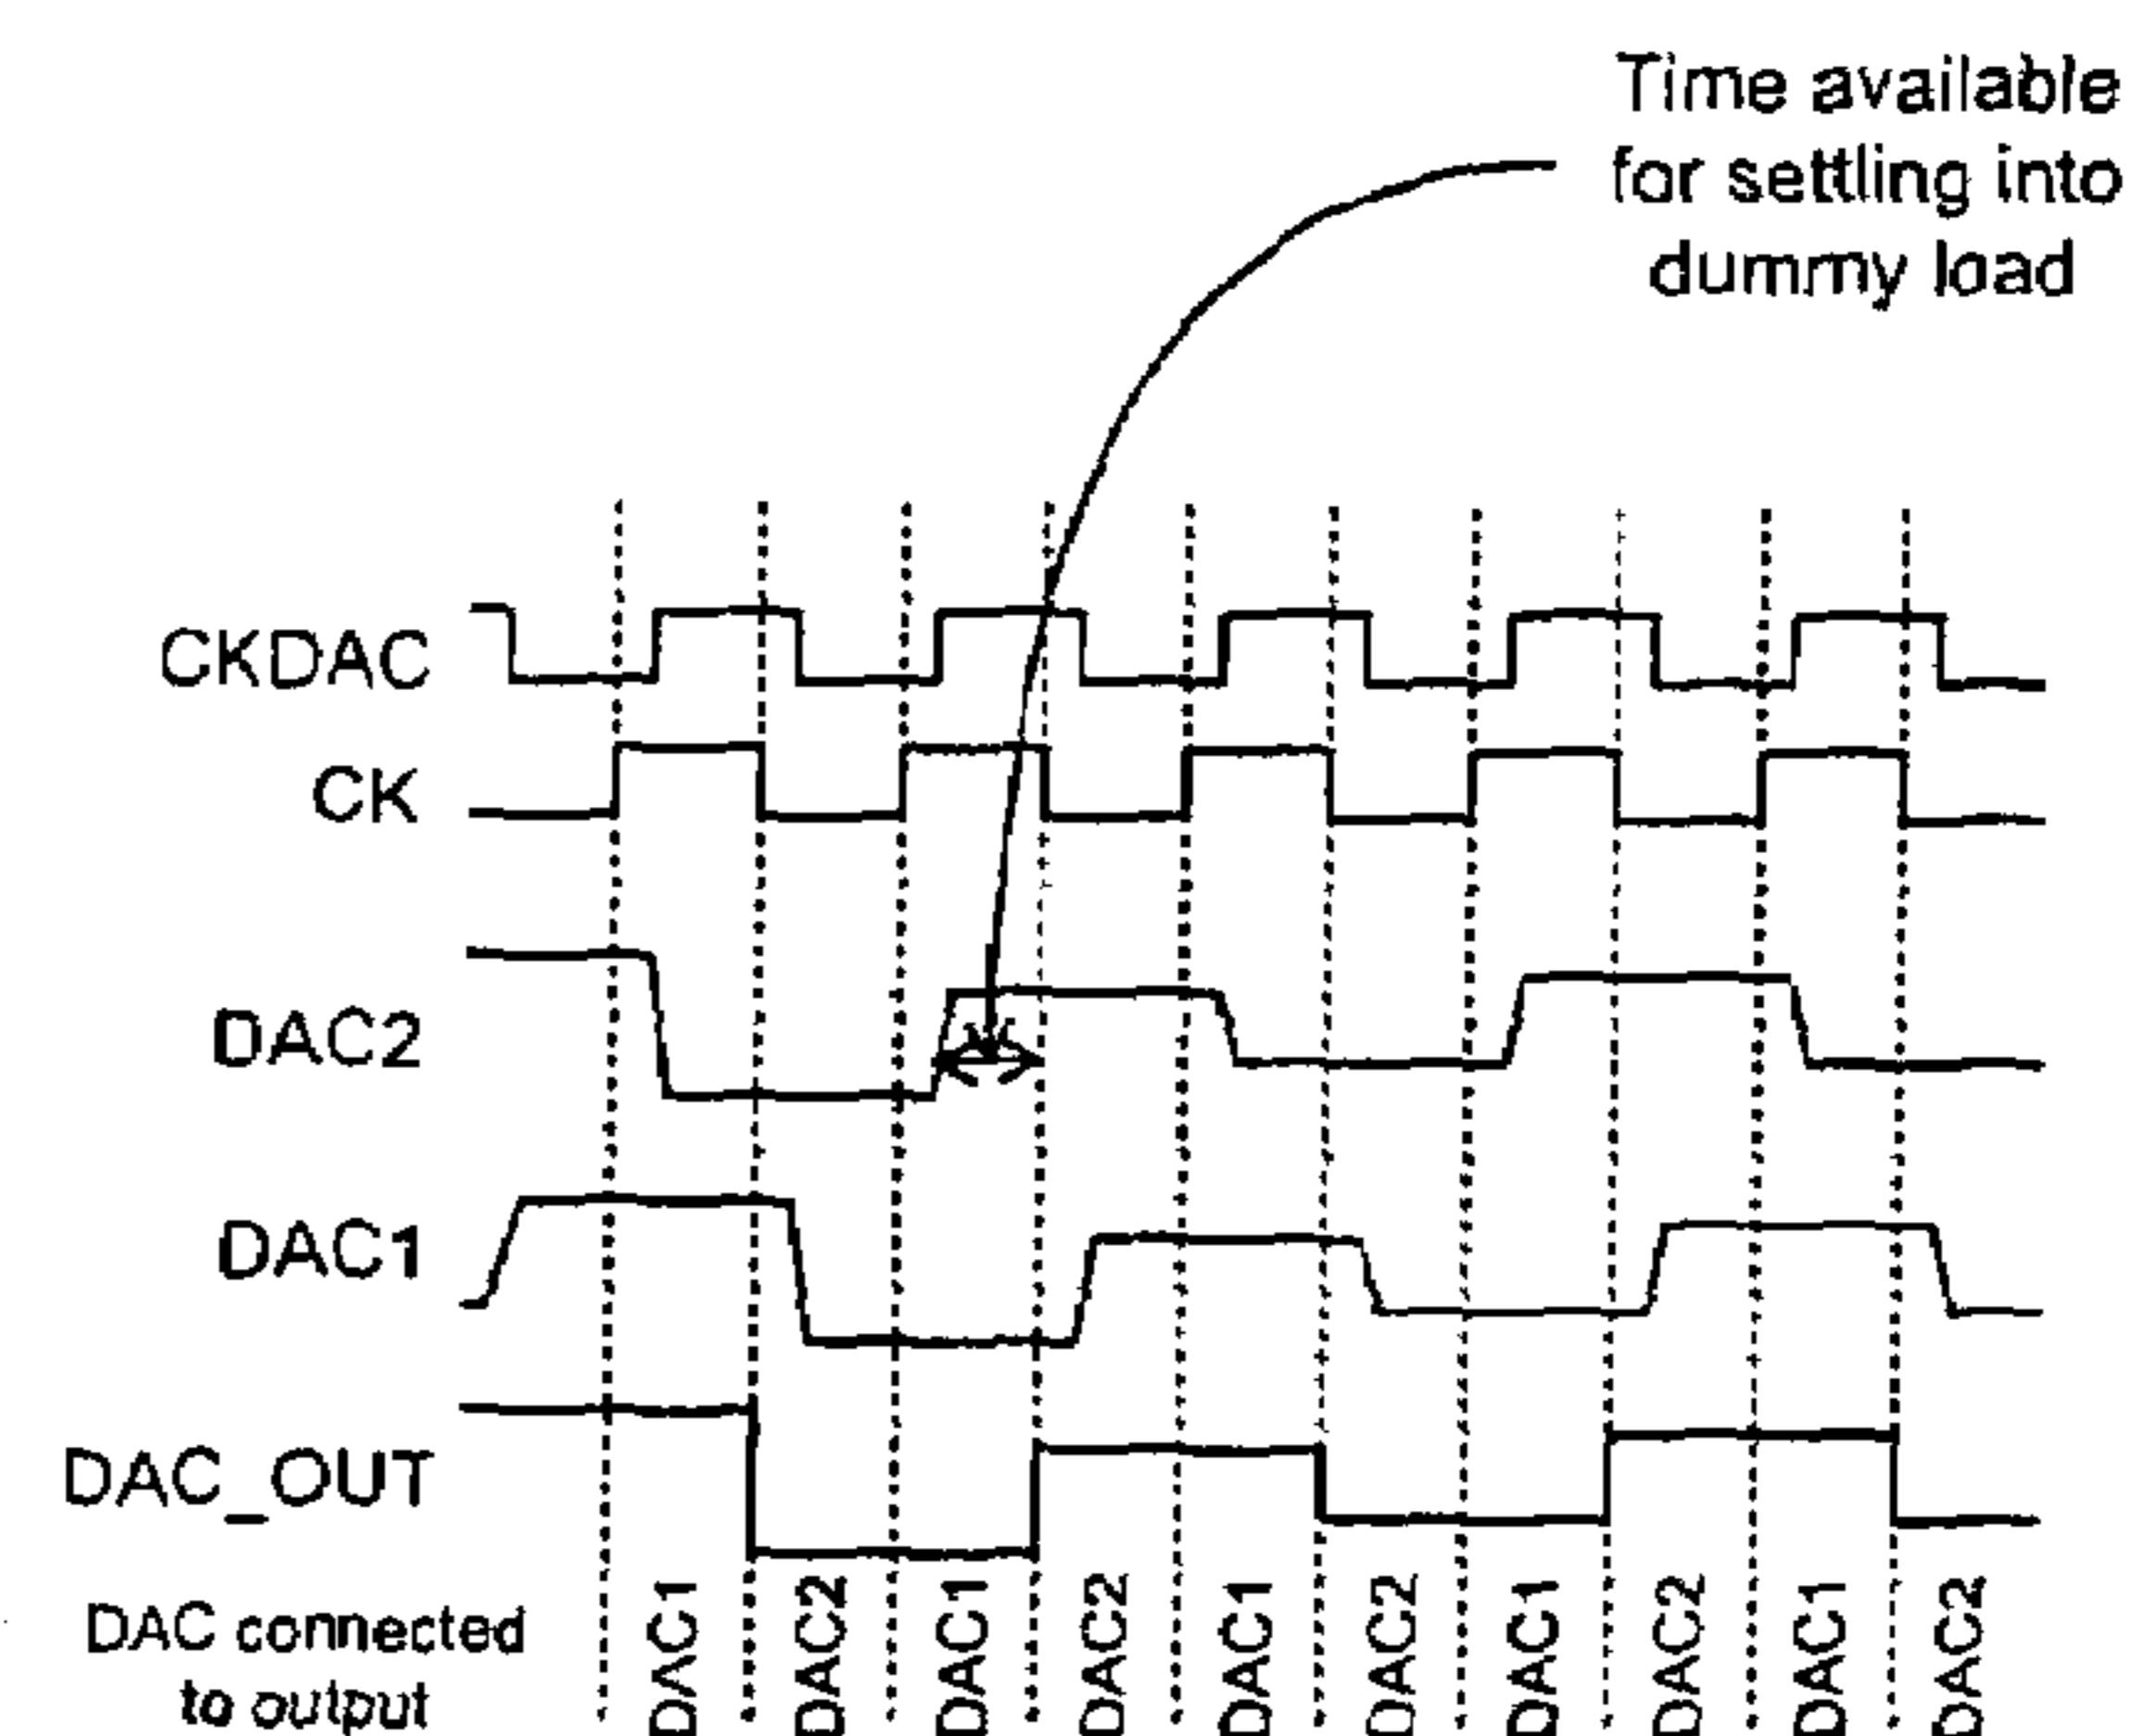 Time available
for settling into
dummy load
CKDAC
CK
DAC2
DAC1
DAC_OUT
DAC connected
to output
DAC1
DAC2
DAC1
DAC2
DAC1
DAC2
DAC1
DAC2
DAC1
DAC2